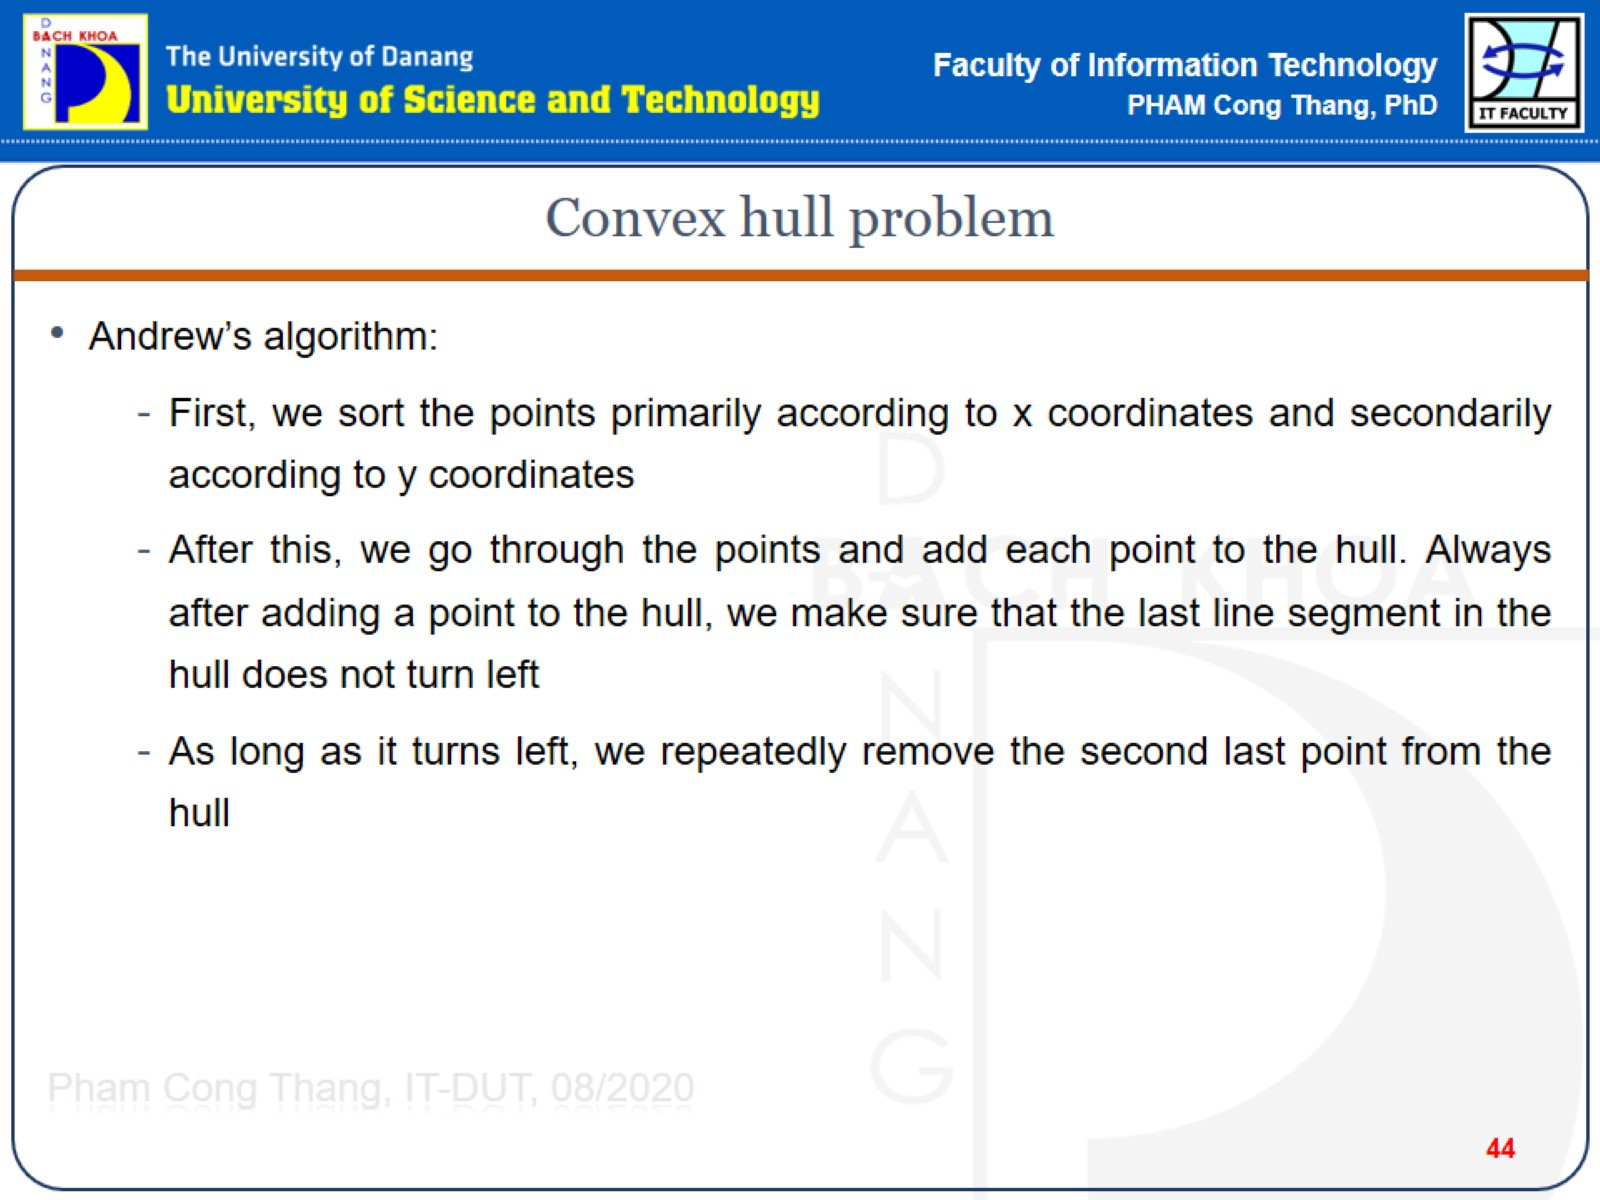 D
BACH KHOA
N
A
N
G
The University of Danang
University of Science and Technology
Faculty of Information Technology
PHAM Cong Thang, PhD
IT FACULTY
Convex hull problem
• Andrew’s algorithm:
- First, we sort the points primarily according to x coordinates and secondarily
according to y coordinates
- After this, we go through the points and add each point to the hull. Always
after adding a point to the hull, we make sure that the last line segment in the
hull does not turn left
- As long as it turns left, we repeatedly remove the second last point from the
hull
D
BACH KHOA
N
A
N
G
Pham Cong Thang, IT-DUT, 08/2020
44